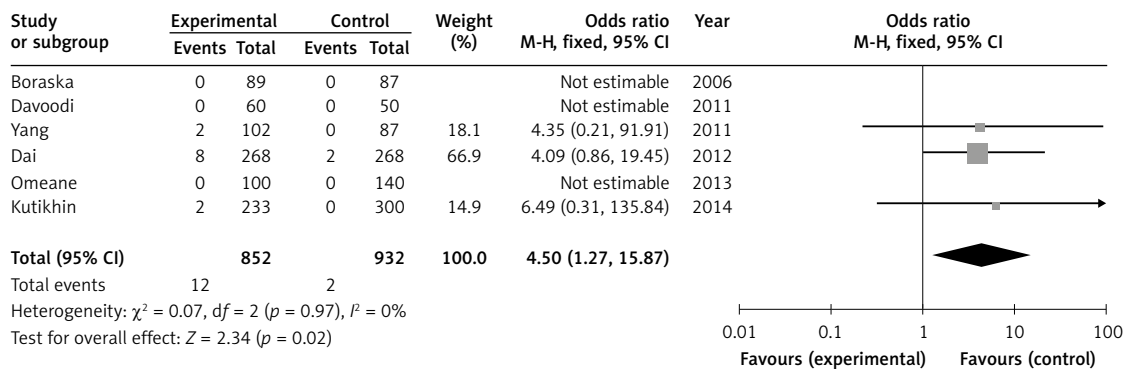 Study Experimental Control Weight Odds ratio Year Odds ratio
or subgroup Events Total Events Total (%) M-H, fixed, 95% CI M-H, fixed, 95% CI
Boraska 0 89 0 87 Not estimable 2006
Davoodi 0 60 0 50 Not estimable 2011
Yang 2 102 0 87 18.1 4.35 (0.21, 91.91) 2011
Dai 8 268 2 268 66.9 4.09 (0.86, 19.45) 2012
Omeane 0 100 0 140 Not estimable 2013
Kutikhin 2 233 0 300 14.9 6.49 (0.31, 135.84) 2014
Total (95% CI) 852 932 100.0 4.50 (1.27, 15.87)
Total events 12 2
Heterogeneity: χ² = 0.07, df = 2 (p = 0.97), I² = 0%
Test for overall effect: Z = 2.34 (p = 0.02)
0.01 0.1 1 10 100
Favours (experimental) Favours (control)